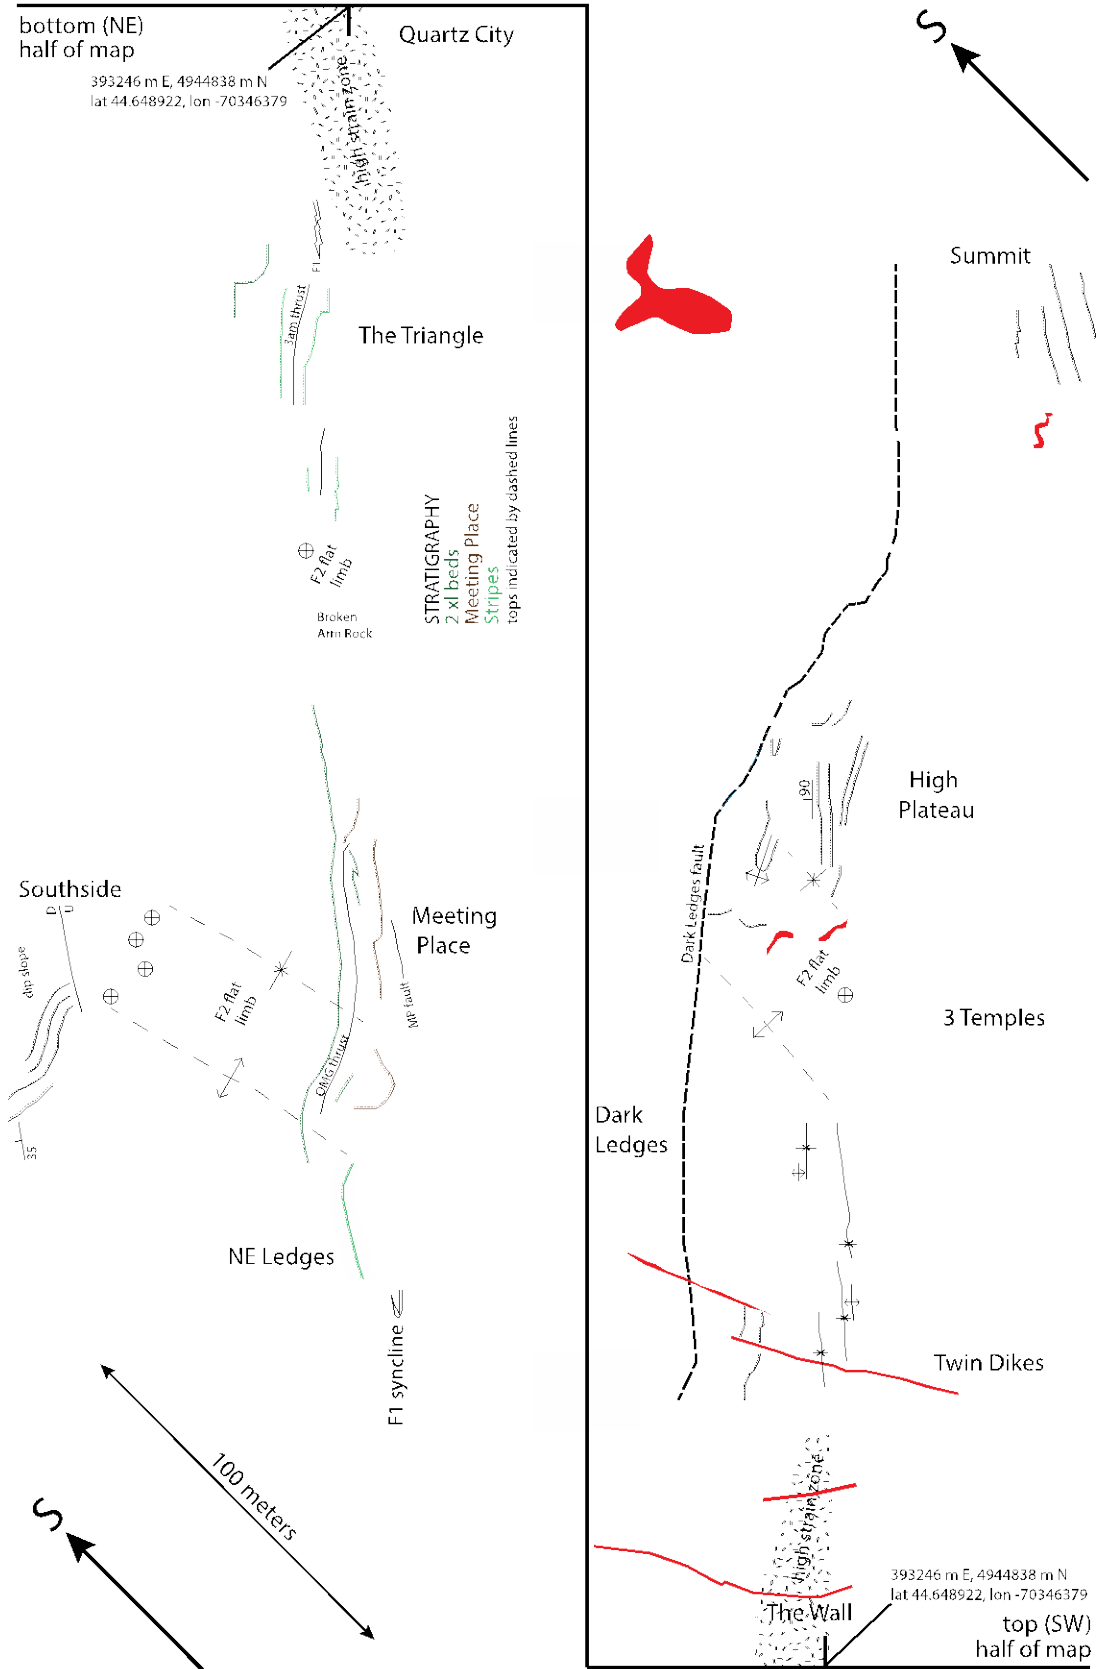 bottom (NE)
half of map
Quartz City
393246 m E, 4944838 m N
lat 44.648922, lon -70346379
high strain zone
F1
3am thrust
The Triangle
STRATIGRAPHY
2 xl beds
Meeting Place
Stripes
tops indicated by dashed lines
F2 flat
limb
Broken
Arm Rock
Southside
D
U
dip slope
F2 flat
limb
Meeting
Place
MP fault
OMG thrust
35
NE Ledges
F1 syncline
100 meters
S
S
Summit
High
Plateau
90
Dark Ledges fault
F2 flat
limb
3 Temples
Dark
Ledges
Twin Dikes
high strain zone
The Wall
393246 m E, 4944838 m N
lat 44.648922, lon -70346379
top (SW)
half of map